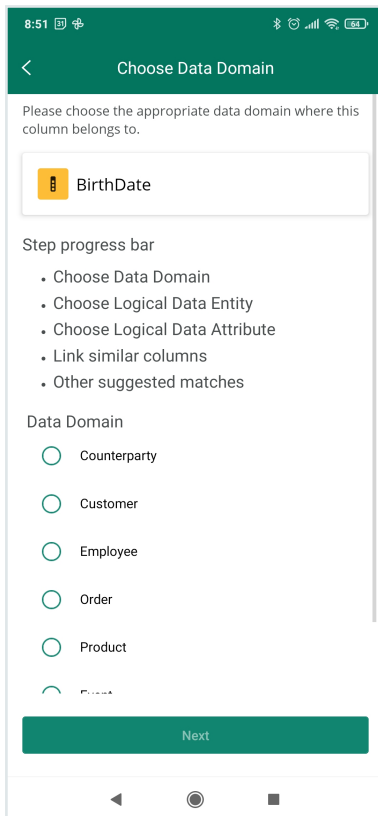 8:51 31
64
Choose Data Domain
Please choose the appropriate data domain where this
column belongs to.
BirthDate
Step progress bar
• Choose Data Domain
• Choose Logical Data Entity
• Choose Logical Data Attribute
• Link similar columns
• Other suggested matches
Data Domain
Counterparty
Customer
Employee
Order
Product
Next